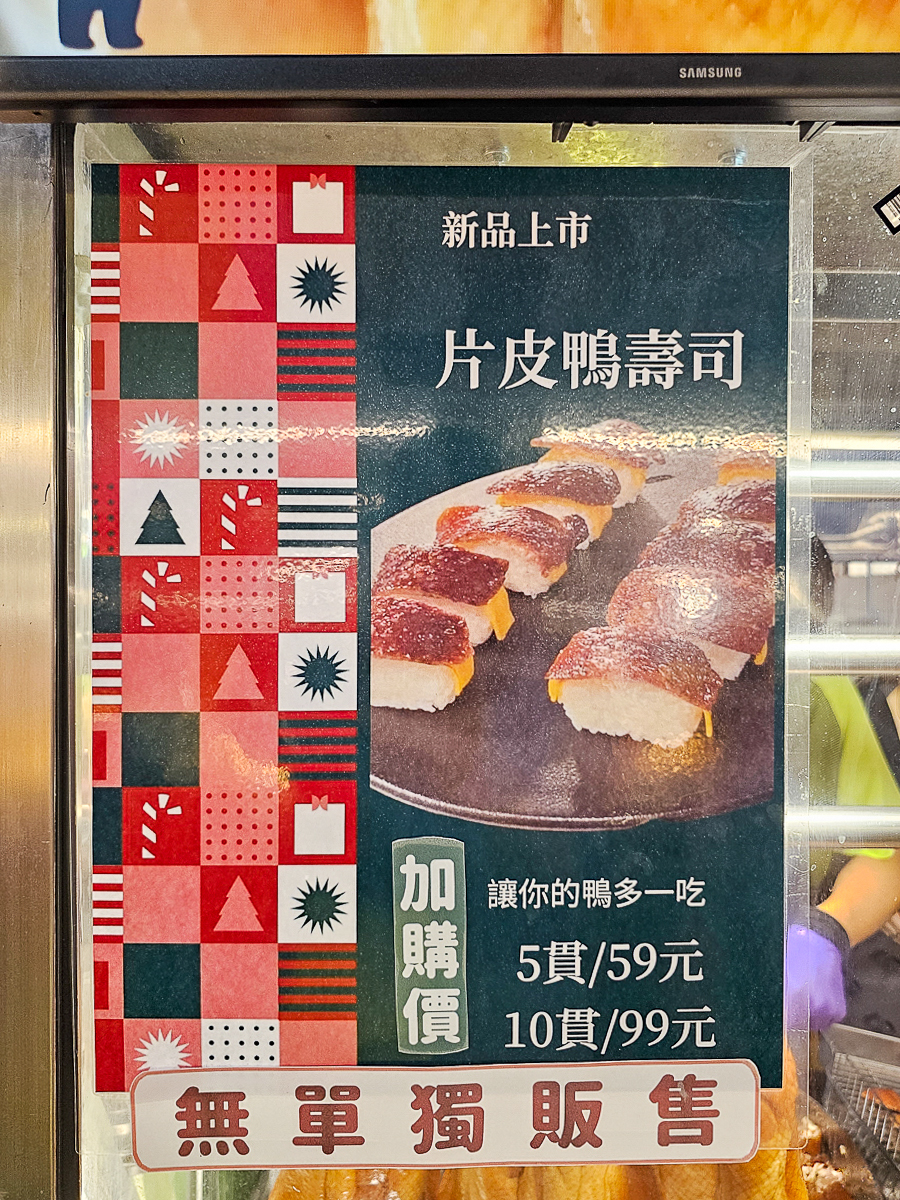 SAMSUNG
新品上市
片皮鴨壽司
加購價
讓你的鴨多一吃
5貫/59元
10貫/99元
無單獨販售